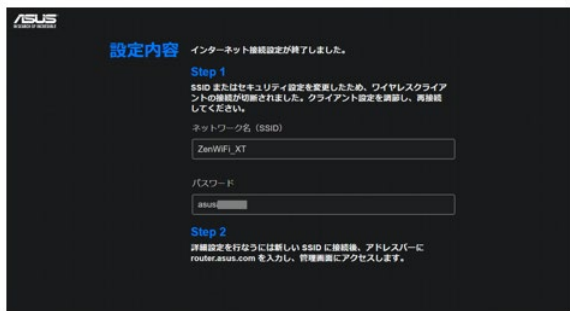 ASUS
IN SEARCH OF INCREDIBLE
設定内容
インターネット接続設定が終了しました。
Step 1
SSID またはセキュリティ設定を変更したため、ワイヤレスクライア
ントの接続が切断されました。クライアント設定を調節し、再接続
してください。
ネットワーク名（SSID）
ZenWiFi_XT
パスワード
asus
Step 2
詳細設定を行なうには新しい SSID に接続後、アドレスバーに
router.asus.com を入力し、管理画面にアクセスします。